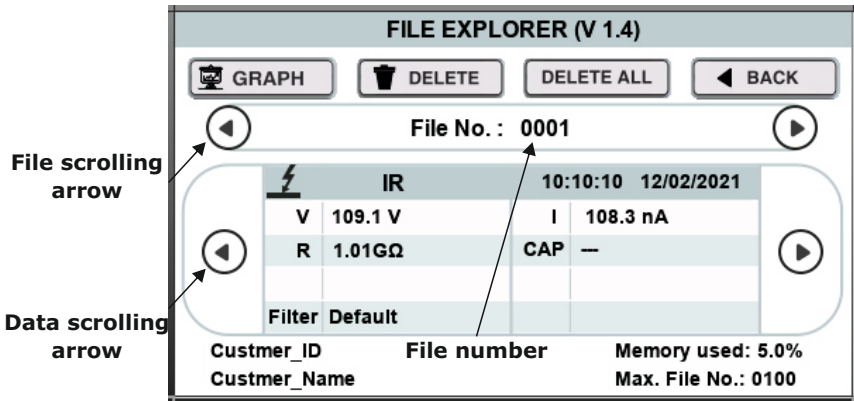 FILE EXPLORER (V 1.4)
GRAPH DELETE DELETE ALL BACK
File No. : 0001
File scrolling
arrow
IR 10:10:10 12/02/2021
V 109.1 V I 108.3 nA
R 1.01GΩ CAP ---
Filter Default
Data scrolling
arrow
Custmer_ID File number Memory used: 5.0%
Custmer_Name Max. File No.: 0100